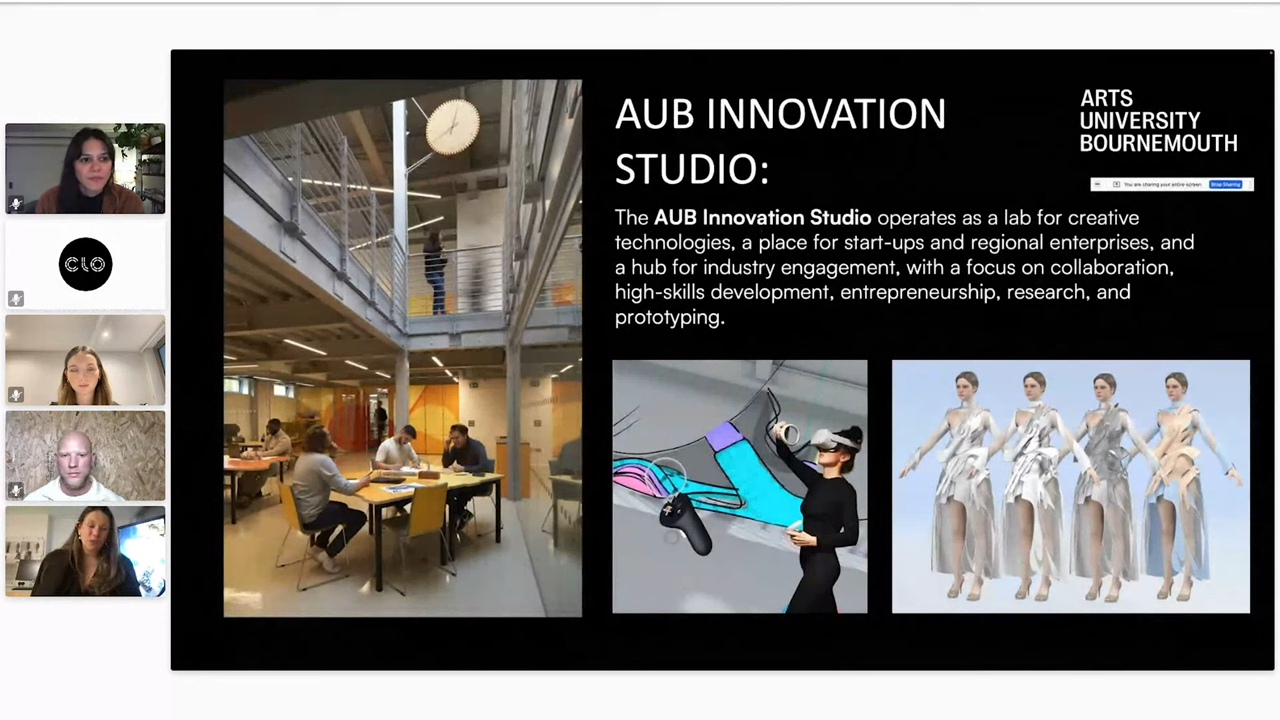 CLO
AUB INNOVATION
STUDIO:
ARTS
UNIVERSITY
BOURNEMOUTH
You are sharing your entire screen
Stop Sharing
The AUB Innovation Studio operates as a lab for creative
technologies, a place for start-ups and regional enterprises, and
a hub for industry engagement, with a focus on collaboration,
high-skills development, entrepreneurship, research, and
prototyping.